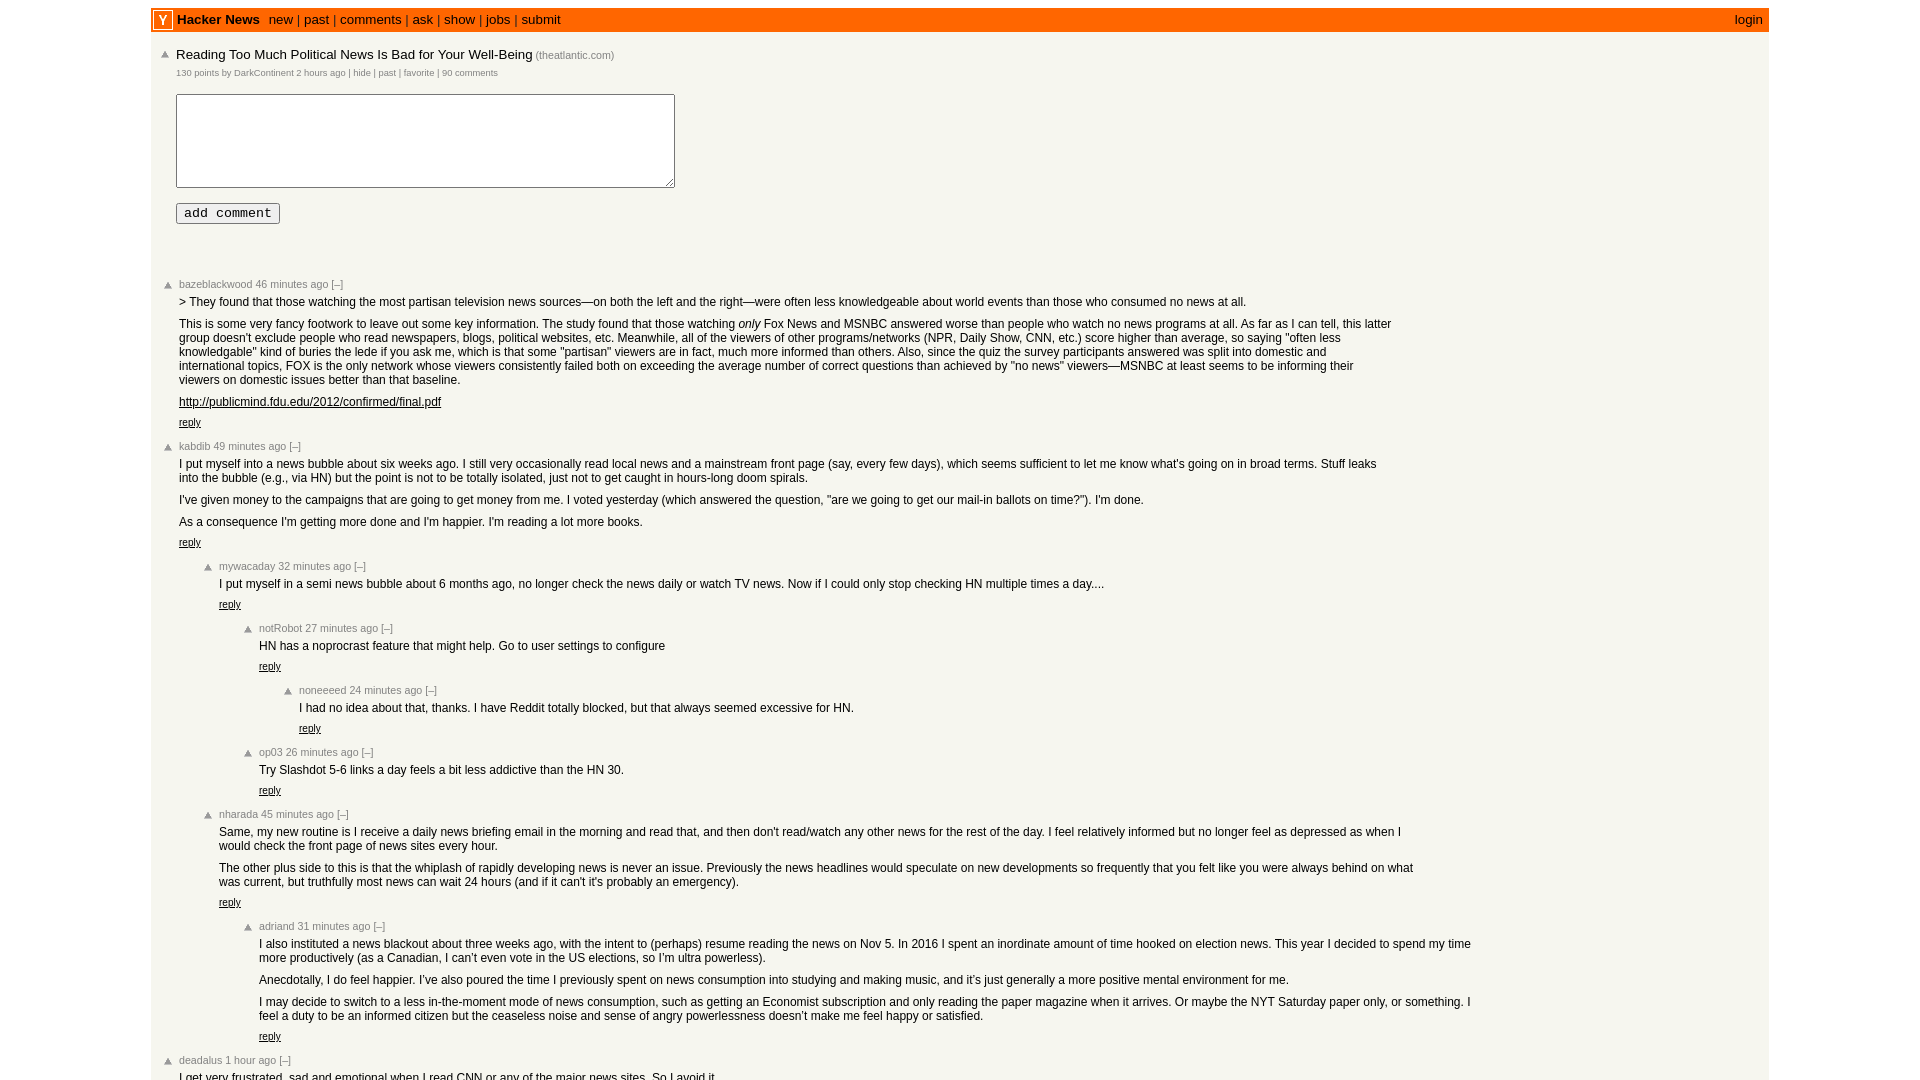 Y Hacker News new | past | comments | ask | show | jobs | submit login
Reading Too Much Political News Is Bad for Your Well-Being (theatlantic.com)
130 points by DarkContinent 2 hours ago | hide | past | favorite | 90 comments
add comment
bazeblackwood 46 minutes ago [–]
> They found that those watching the most partisan television news sources—on both the left and the right—were often less knowledgeable about world events than those who consumed no news at all.
This is some very fancy footwork to leave out some key information. The study found that those watching only Fox News and MSNBC answered worse than people who watch no news programs at all. As far as I can tell, this latter
group doesn't exclude people who read newspapers, blogs, political websites, etc. Meanwhile, all of the viewers of other programs/networks (NPR, Daily Show, CNN, etc.) score higher than average, so saying "often less
knowledgable" kind of buries the lede if you ask me, which is that some "partisan" viewers are in fact, much more informed than others. Also, since the quiz the survey participants answered was split into domestic and
international topics, FOX is the only network whose viewers consistently failed both on exceeding the average number of correct questions than achieved by "no news" viewers—MSNBC at least seems to be informing their
viewers on domestic issues better than that baseline.
http://publicmind.fdu.edu/2012/confirmed/final.pdf
reply
kabdib 49 minutes ago [–]
I put myself into a news bubble about six weeks ago. I still very occasionally read local news and a mainstream front page (say, every few days), which seems sufficient to let me know what's going on in broad terms. Stuff leaks
into the bubble (e.g., via HN) but the point is not to be totally isolated, just not to get caught in hours-long doom spirals.
I've given money to the campaigns that are going to get money from me. I voted yesterday (which answered the question, "are we going to get our mail-in ballots on time?"). I'm done.
As a consequence I'm getting more done and I'm happier. I'm reading a lot more books.
reply
mywacaday 32 minutes ago [–]
I put myself in a semi news bubble about 6 months ago, no longer check the news daily or watch TV news. Now if I could only stop checking HN multiple times a day....
reply
notRobot 27 minutes ago [–]
HN has a noprocrast feature that might help. Go to user settings to configure
reply
noneeeed 24 minutes ago [–]
I had no idea about that, thanks. I have Reddit totally blocked, but that always seemed excessive for HN.
reply
op03 26 minutes ago [–]
Try Slashdot 5-6 links a day feels a bit less addictive than the HN 30.
reply
nharada 45 minutes ago [–]
Same, my new routine is I receive a daily news briefing email in the morning and read that, and then don't read/watch any other news for the rest of the day. I feel relatively informed but no longer feel as depressed as when I
would check the front page of news sites every hour.
The other plus side to this is that the whiplash of rapidly developing news is never an issue. Previously the news headlines would speculate on new developments so frequently that you felt like you were always behind on what
was current, but truthfully most news can wait 24 hours (and if it can't it's probably an emergency).
reply
adriand 31 minutes ago [–]
I also instituted a news blackout about three weeks ago, with the intent to (perhaps) resume reading the news on Nov 5. In 2016 I spent an inordinate amount of time hooked on election news. This year I decided to spend my time
more productively (as a Canadian, I can’t even vote in the US elections, so I’m ultra powerless).
Anecdotally, I do feel happier. I’ve also poured the time I previously spent on news consumption into studying and making music, and it’s just generally a more positive mental environment for me.
I may decide to switch to a less in-the-moment mode of news consumption, such as getting an Economist subscription and only reading the paper magazine when it arrives. Or maybe the NYT Saturday paper only, or something. I
feel a duty to be an informed citizen but the ceaseless noise and sense of angry powerlessness doesn’t make me feel happy or satisfied.
reply
deadalus 1 hour ago [–]
I get very frustrated, sad and emotional when I read CNN or any of the major news sites. So I avoid it.